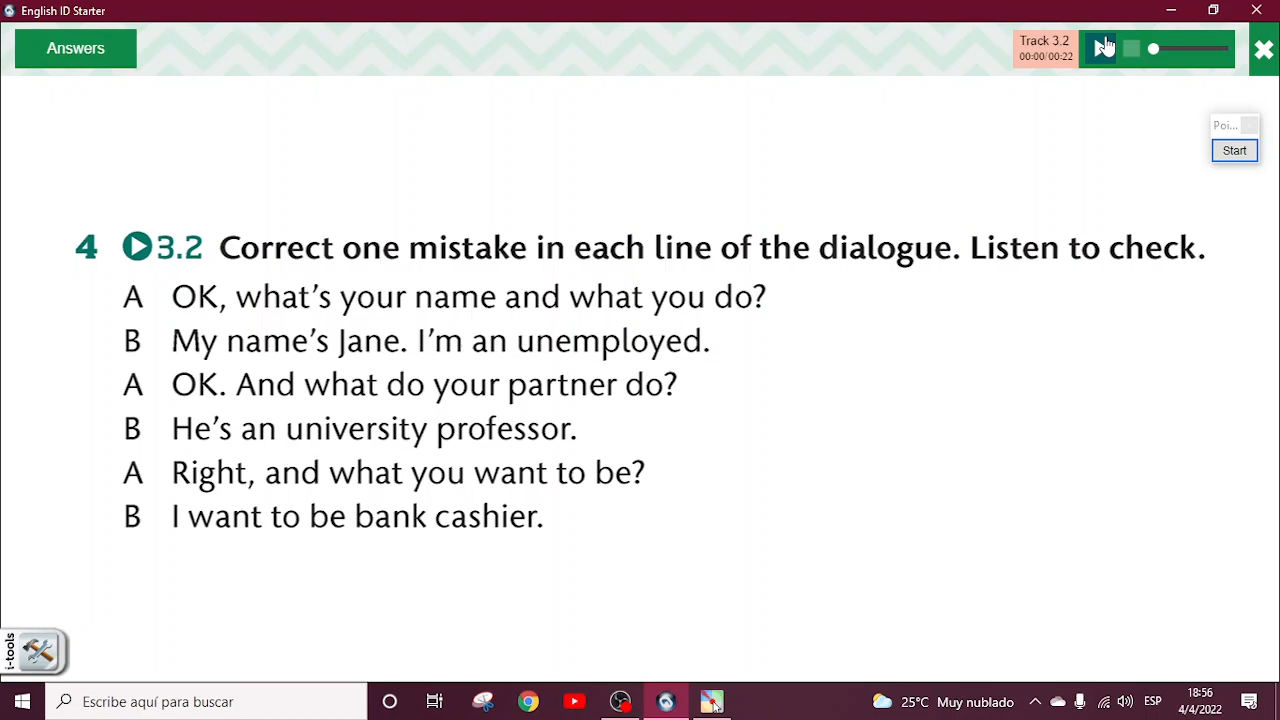 English ID Starter
Answers
Track 3.2
00:00/00:22
Poi...
Start
4 3.2 Correct one mistake in each line of the dialogue. Listen to check.
A OK, what's your name and what you do?
B My name's Jane. I'm an unemployed.
A OK. And what do your partner do?
B He's an university professor.
A Right, and what you want to be?
B I want to be bank cashier.
i-tools
Escribe aquí para buscar
25°C Muy nublado
ESP
18:56
4/4/2022